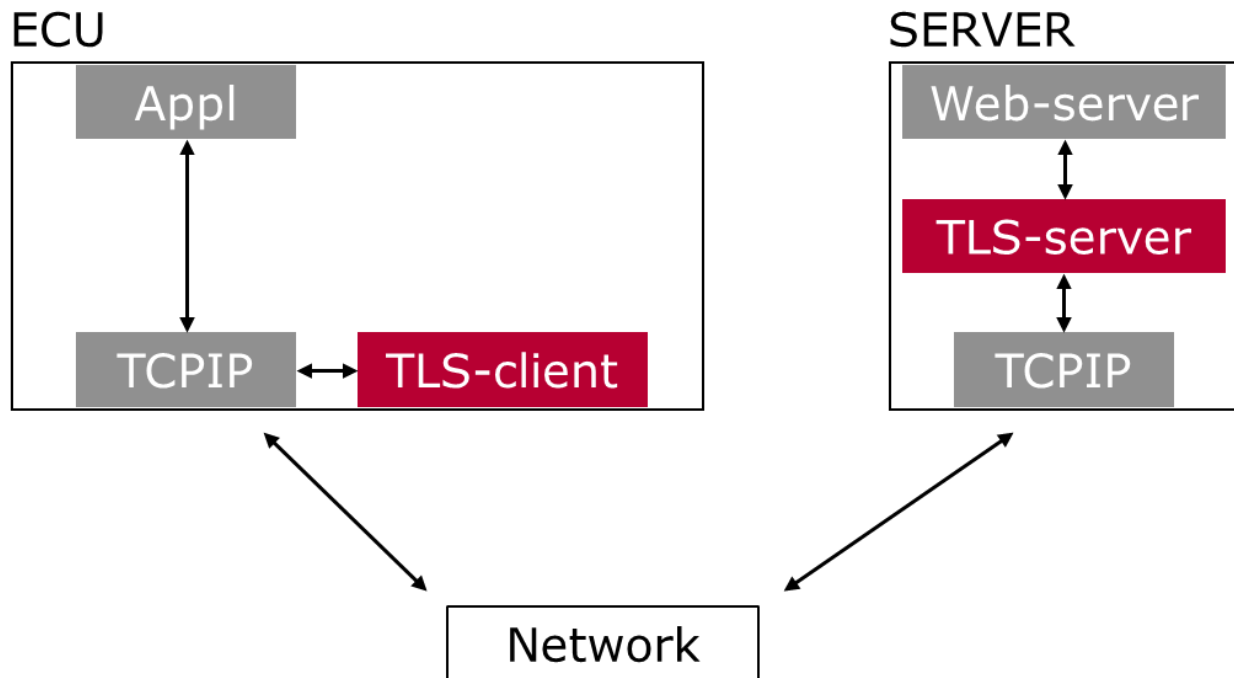 ECU
SERVER
Appl
Web-server
TLS-server
TCPIP
TLS-client
TCPIP
Network